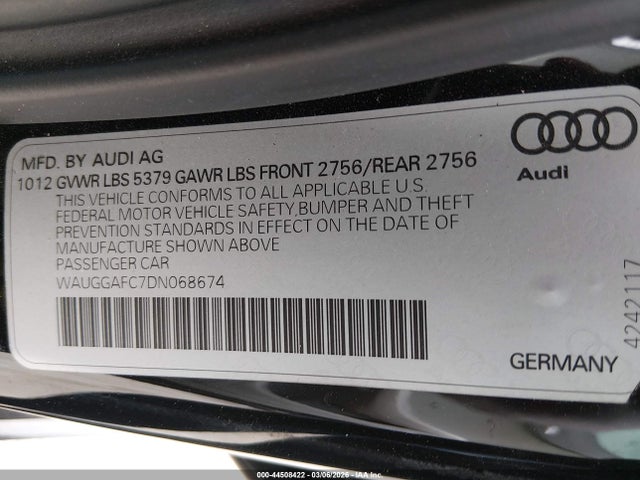 MFD. BY AUDI AG
1012 GVWR LBS 5379 GAWR LBS FRONT 2756/REAR 2756
THIS VEHICLE CONFORMS TO ALL APPLICABLE U.S.
FEDERAL MOTOR VEHICLE SAFETY,BUMPER AND THEFT
PREVENTION STANDARDS IN EFFECT ON THE DATE OF
MANUFACTURE SHOWN ABOVE
PASSENGER CAR
WAUGGAFC7DN068674
Audi
4242117
GERMANY
000-44508422 - 03/06/2026 - IAAI.COM